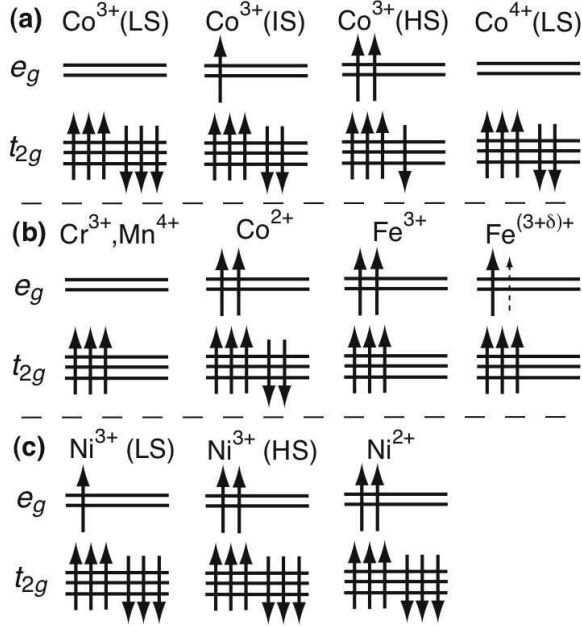 (a) Co3+(LS) Co3+(IS) Co3+(HS) Co4+(LS)
eg
t2g
(b) Cr3+,Mn4+ Co2+ Fe3+ Fe(3+δ)+
eg
t2g
(c) Ni3+ (LS) Ni3+ (HS) Ni2+
eg
t2g